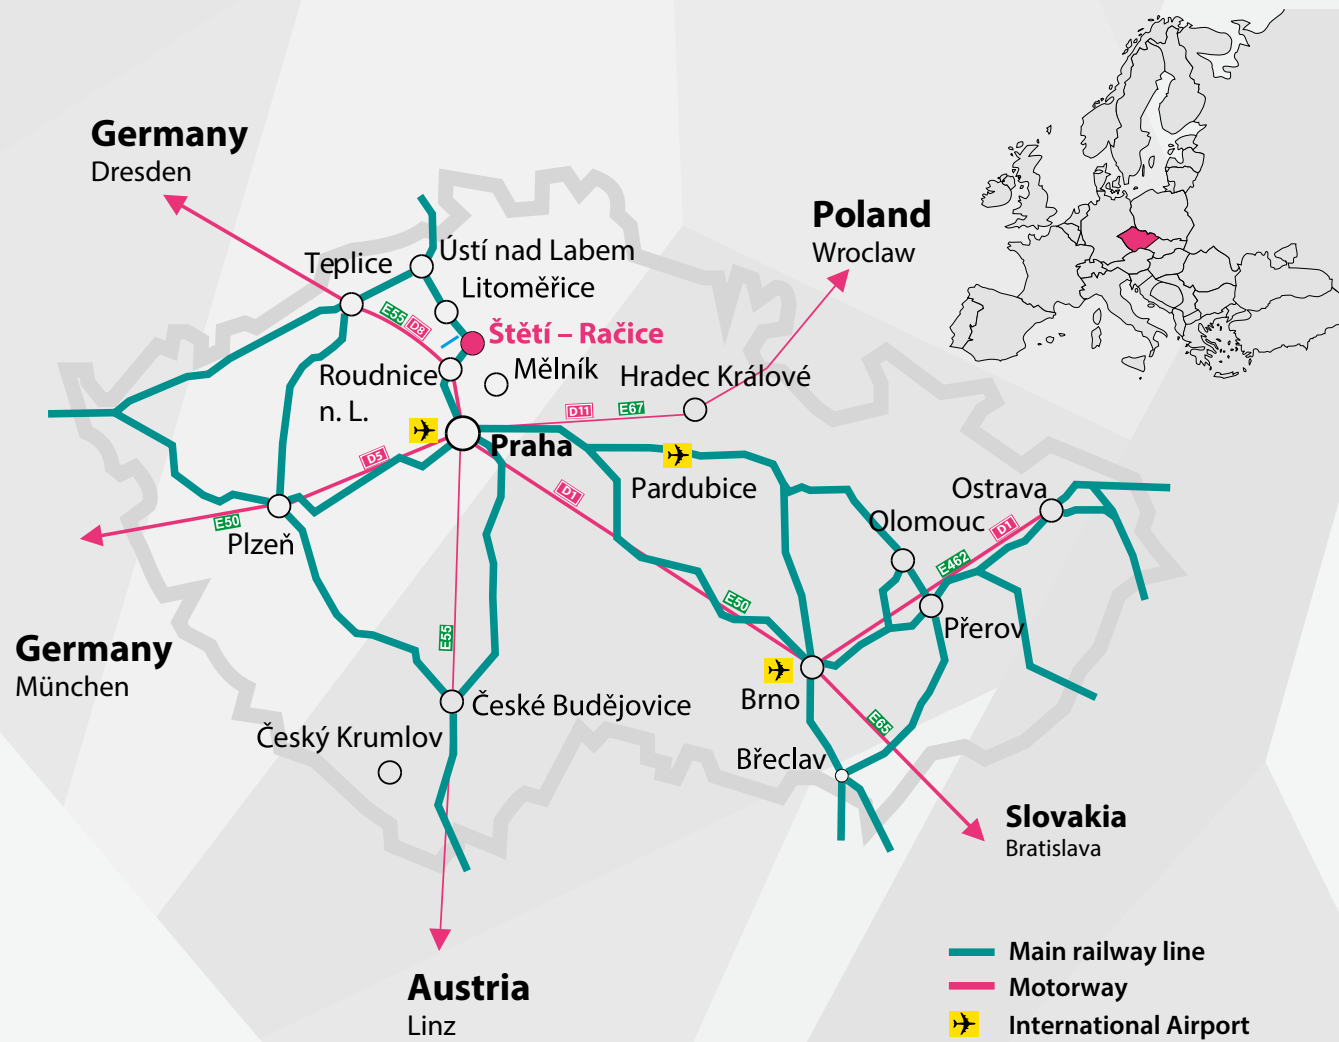 Germany
Dresden
Poland
Wroclaw
Ústí nad Labem
Teplice
Litoměřice
E55
D8
Štětí – Račice
Roudnice
n. L.
Mělník
Hradec Králové
D11
E67
Praha
D5
D1
Pardubice
Ostrava
Olomouc
D1
E50
Plzeň
E462
E50
Přerov
E55
Germany
München
Brno
České Budějovice
E65
Český Krumlov
Břeclav
Slovakia
Bratislava
Austria
Linz
Main railway line
Motorway
International Airport